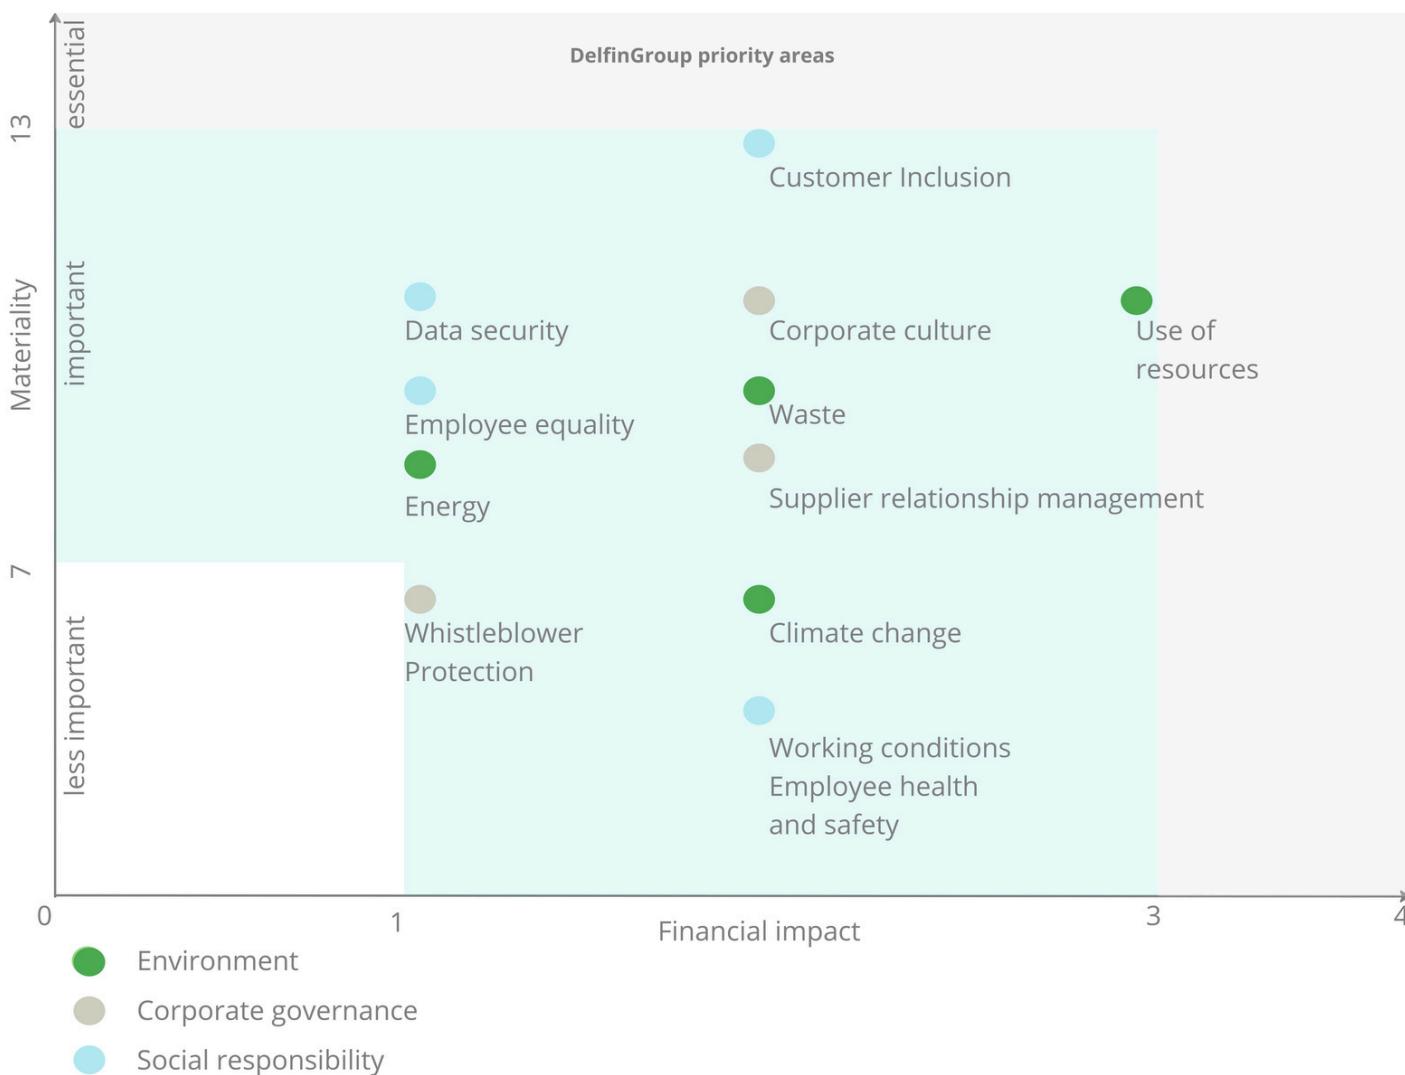 DelfinGroup priority areas
essential
13
Customer Inclusion
important
Materiality
Data security
Corporate culture
Use of
resources
Employee equality
Waste
Energy
Supplier relationship management
7
Whistleblower
Protection
Climate change
less important
Working conditions
Employee health
and safety
0
1
Financial impact
3
4
Environment
Corporate governance
Social responsibility